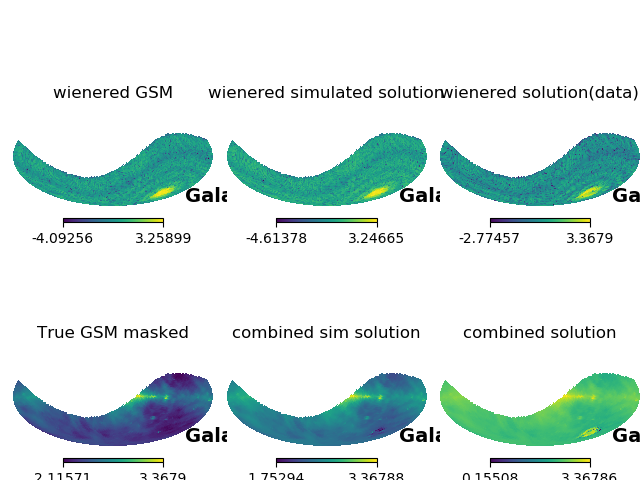 wienered GSM wienered simulated solution wienered solution(data)
Gala Gala Ga
-4.09256 3.25899 -4.61378 3.24665 -2.77457 3.3679
True GSM masked combined sim solution combined solution
Gala Gala Ga
2.11571 3.3679 1.75294 3.36788 0.15508 3.36786